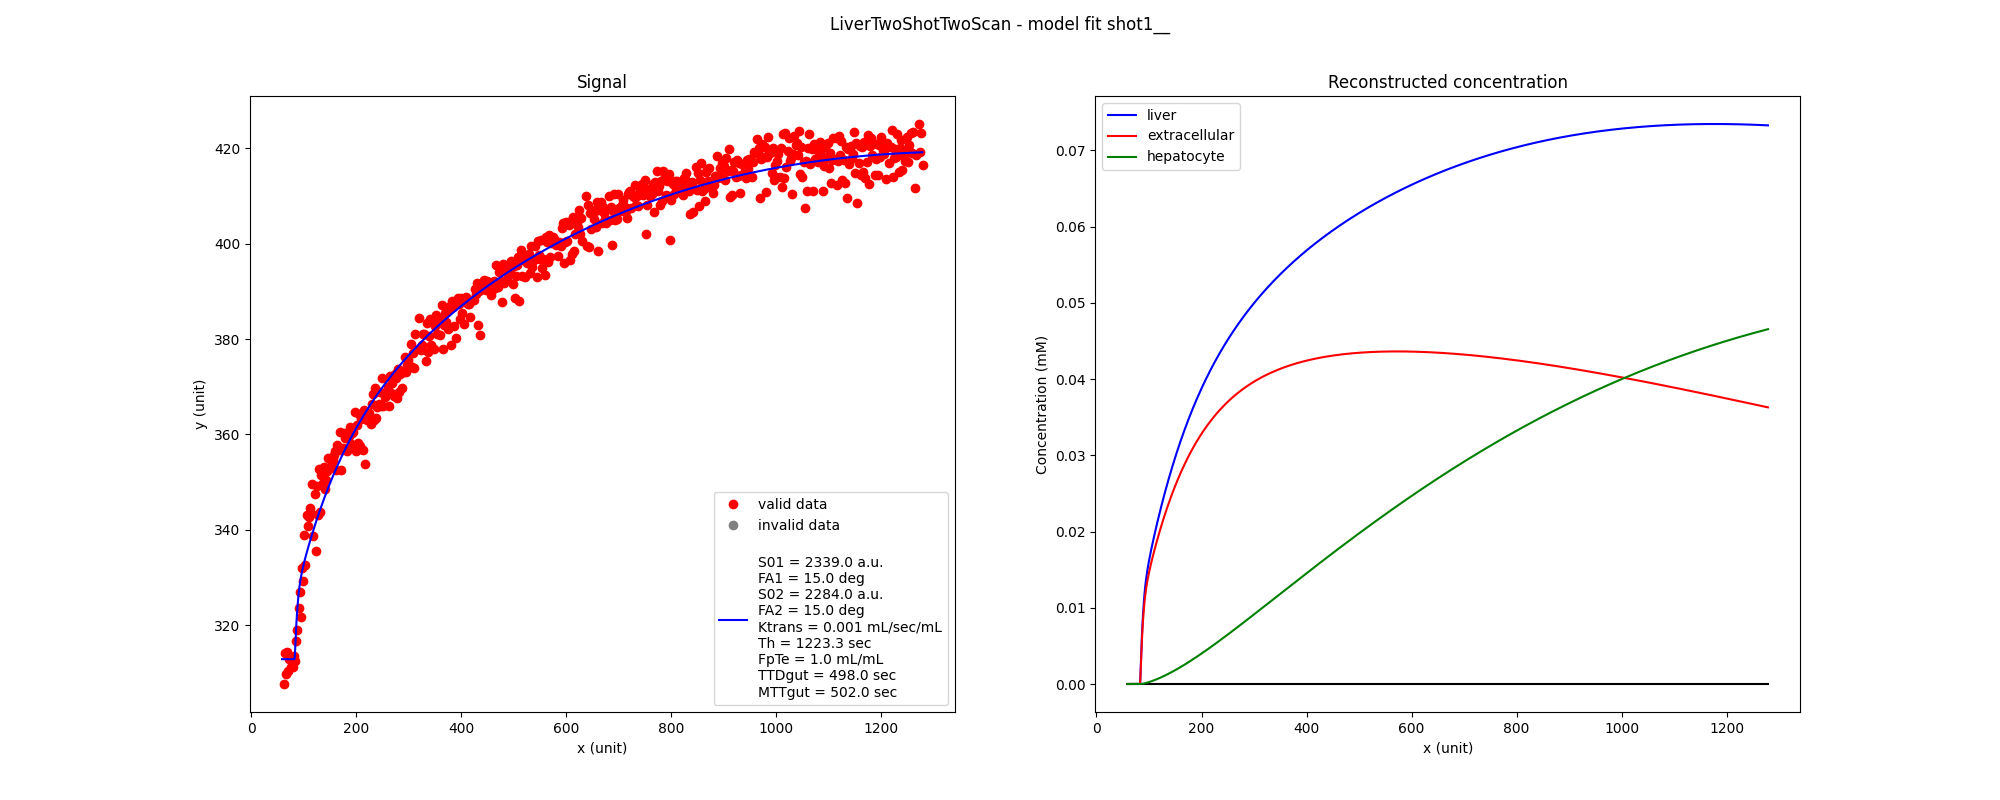 LiverTwoShotTwoScan - model fit shot1__
Signal
y (unit)
420
400
380
360
340
320
valid data
invalid data
S01 = 2339.0 a.u.
FA1 = 15.0 deg
S02 = 2284.0 a.u.
FA2 = 15.0 deg
Ktrans = 0.001 mL/sec/mL
Th = 1223.3 sec
FpTe = 1.0 mL/mL
TTDgut = 498.0 sec
MTTgut = 502.0 sec
0 200 400 600 800 1000 1200
x (unit)
Reconstructed concentration
liver
extracellular
hepatocyte
Concentration (mM)
0.07
0.06
0.05
0.04
0.03
0.02
0.01
0.00
0 200 400 600 800 1000 1200
x (unit)